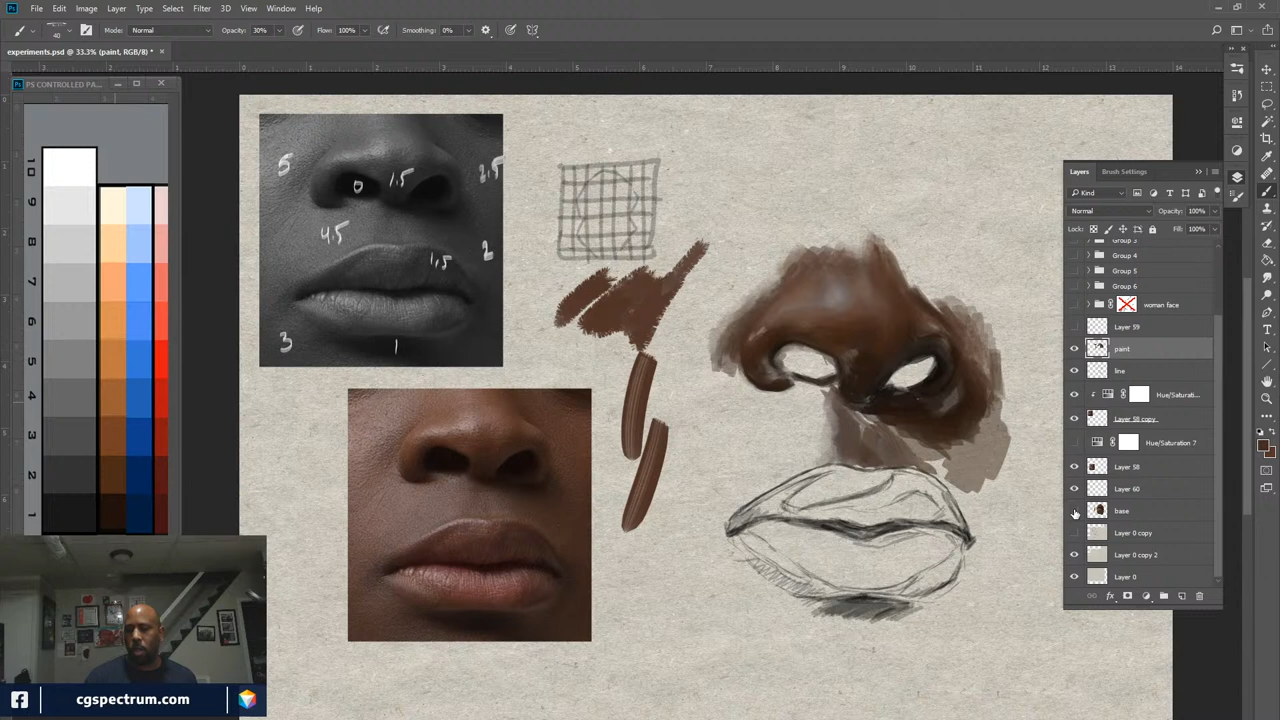 File Edit Image Layer Type Select Filter 3D View Window Help
40 Mode: Normal Opacity: 30% Flow: 100% Smoothing: 0%
experiments.psd @ 33.3% (paint, RGB/8) *
PS CONTROLLED PA...
10
9
8
7
6
5
4
3
2
1
5 0 1.5 2.5
4.5 1.5 2
3 1
Layers Brush Settings
Kind
Normal Opacity: 100%
Lock: Fill: 100%
Group 3
Group 4
Group 5
Group 6
woman face
Layer 59
paint
line
Hue/Saturati...
Layer 58 copy
Hue/Saturation 7
Layer 58
Layer 60
base
Layer 0 copy
Layer 0 copy 2
Layer 0
cgspectrum.com